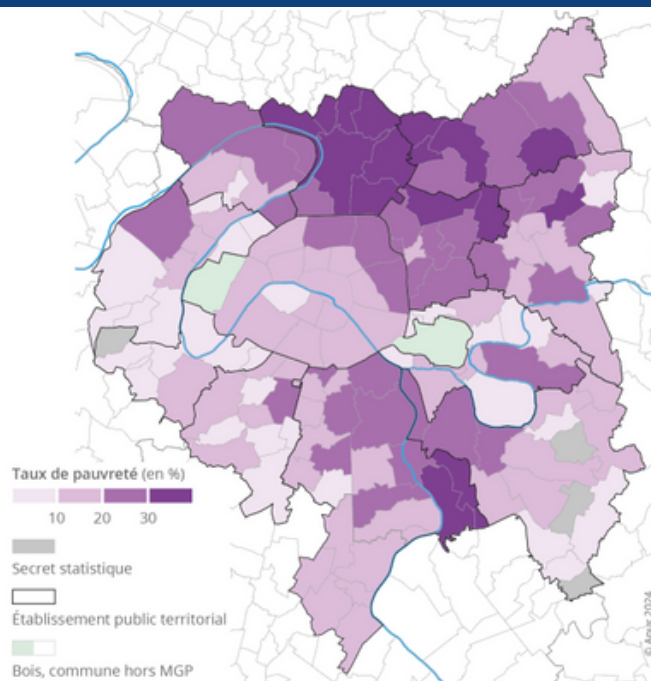 Taux de pauvreté (en %)
10 20 30
Secret statistique
Établissement public territorial
Bois, commune hors MGP
© Apur 2024